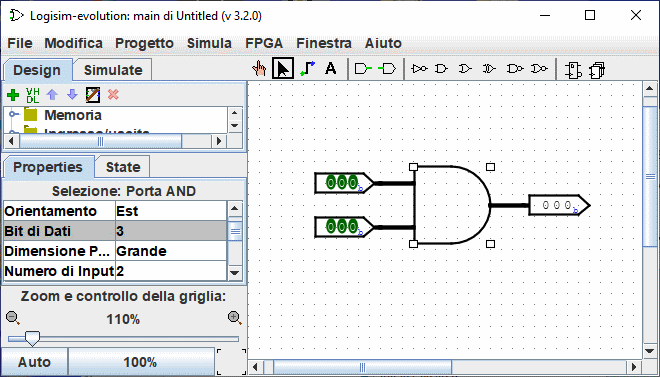 Logisim-evolution: main di Untitled (v 3.2.0)
File Modifica Progetto Simula FPGA Finestra Aiuto
Design Simulate
VH
DL
A
Memoria
Ingresso/uscita
Properties State
Selezione: Porta AND
Orientamento Est
Bit di Dati 3
Dimensione P... Grande
Numero di Input 2
Zoom e controllo della griglia:
110%
Auto 100%
000
000
000